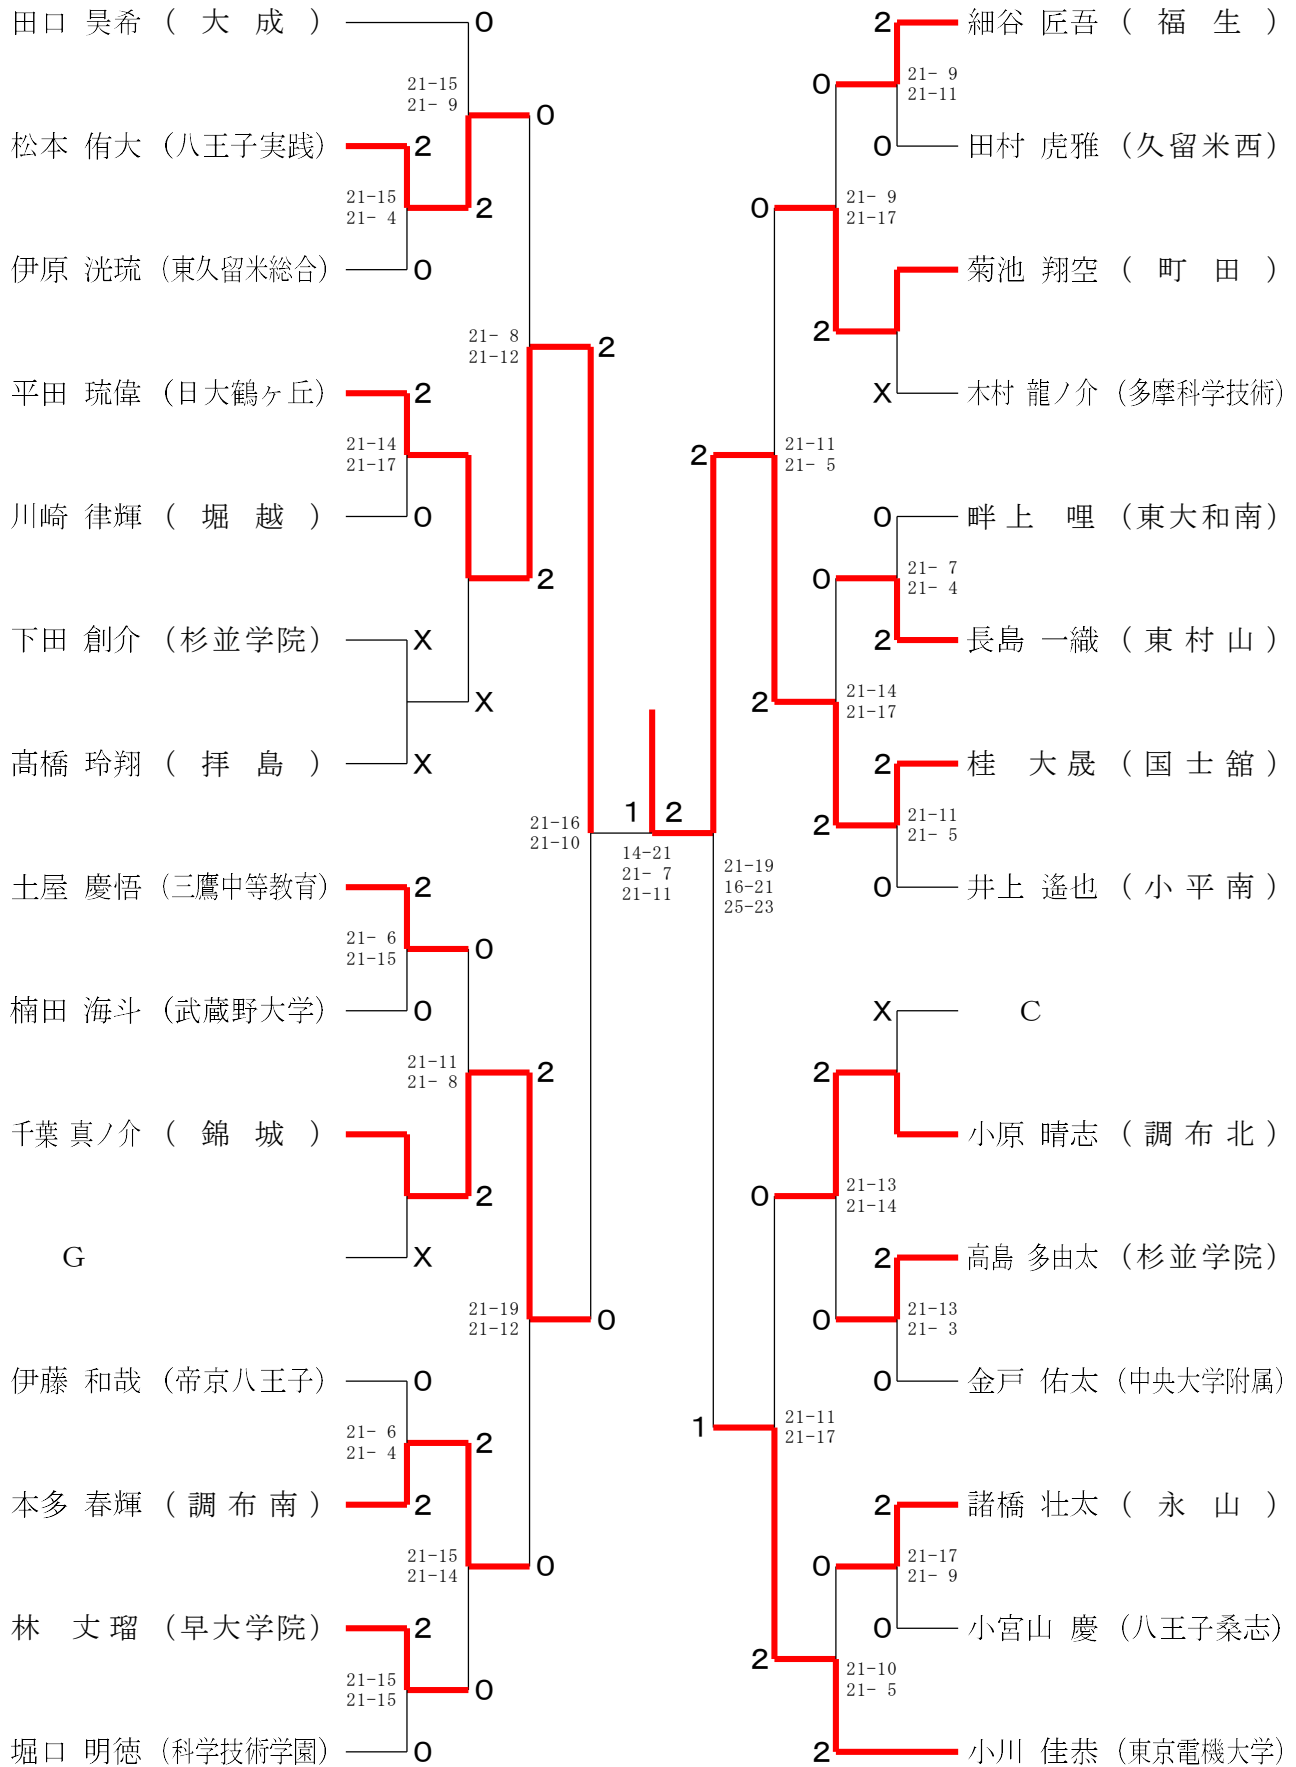 田口 昊希 ( 大 成 ) 0
21-15
21- 9
0
松本 侑大 (八王子実践) 2
21-15
21- 4
2
伊原 洸琉 (東久留米総合) 0
21- 8
21-12
2
平田 琉偉 (日大鶴ヶ丘) 2
21-14
21-17
川崎 律輝 ( 堀 越 ) 0
2
下田 創介 (杉並学院) X
X
髙橋 玲翔 ( 拝 島 ) X
21-16
21-10
土屋 慶悟 (三鷹中等教育) 2
21- 6
21-15
0
楠田 海斗 (武蔵野大学) 0
21-11
21- 8
2
千葉 真ノ介 ( 錦 城 )
2
G X
21-19
21-12
0
伊藤 和哉 (帝京八王子) 0
21- 6
21- 4
2
本多 春輝 ( 調 布 南 ) 2
21-15
21-14
0
林 丈瑠 (早大学院) 2
21-15
21-15
0
堀口 明徳 (科学技術学園) 0
1 2
14-21
21- 7
21-11
2 細谷 匠吾 ( 福 生 )
0
21- 9
21-11
0 田村 虎雅 (久留米西)
0
21- 9
21-17
菊池 翔空 ( 町 田 )
2
X 木村 龍ノ介 (多摩科学技術)
2
21-11
21- 5
0 畔上 哩 (東大和南)
0
21- 7
21- 4
2 長島 一織 ( 東 村 山 )
2
21-14
21-17
2 桂 大晟 ( 国 士 舘 )
2
21-11
21- 5
0 井上 遙也 ( 小 平 南 )
21-19
16-21
25-23
X C
2
小原 晴志 ( 調 布 北 )
0
21-13
21-14
2 高島 多由太 (杉並学院)
0
21-13
21- 3
0 金戸 佑太 (中央大学附属)
1
21-11
21-17
2 諸橋 壮太 ( 永 山 )
0
21-17
21- 9
0 小宮山 慶 (八王子桑志)
2
21-10
21- 5
2 小川 佳恭 (東京電機大学)